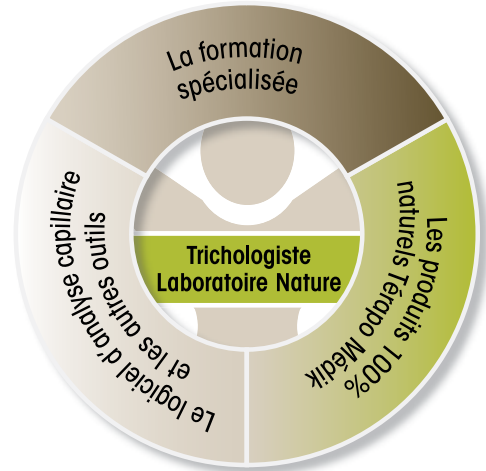 La formation
spécialisée
Les produits 100%
naturels Térapo Médik
Le logiciel d'analyse capillaire
et les autres outils
Trichologiste
Laboratoire Nature